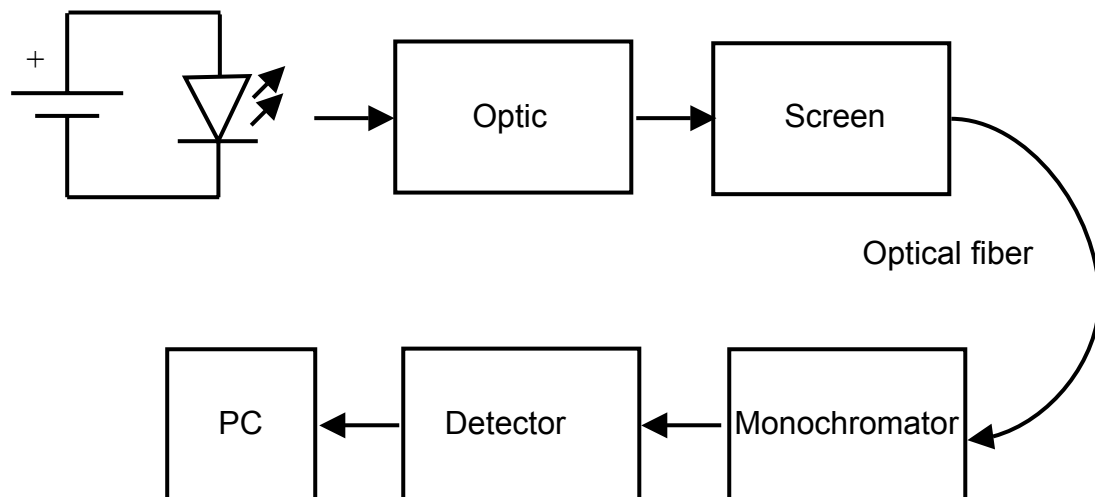 +
Optic
Screen
Optical fiber
PC
Detector
Monochromator